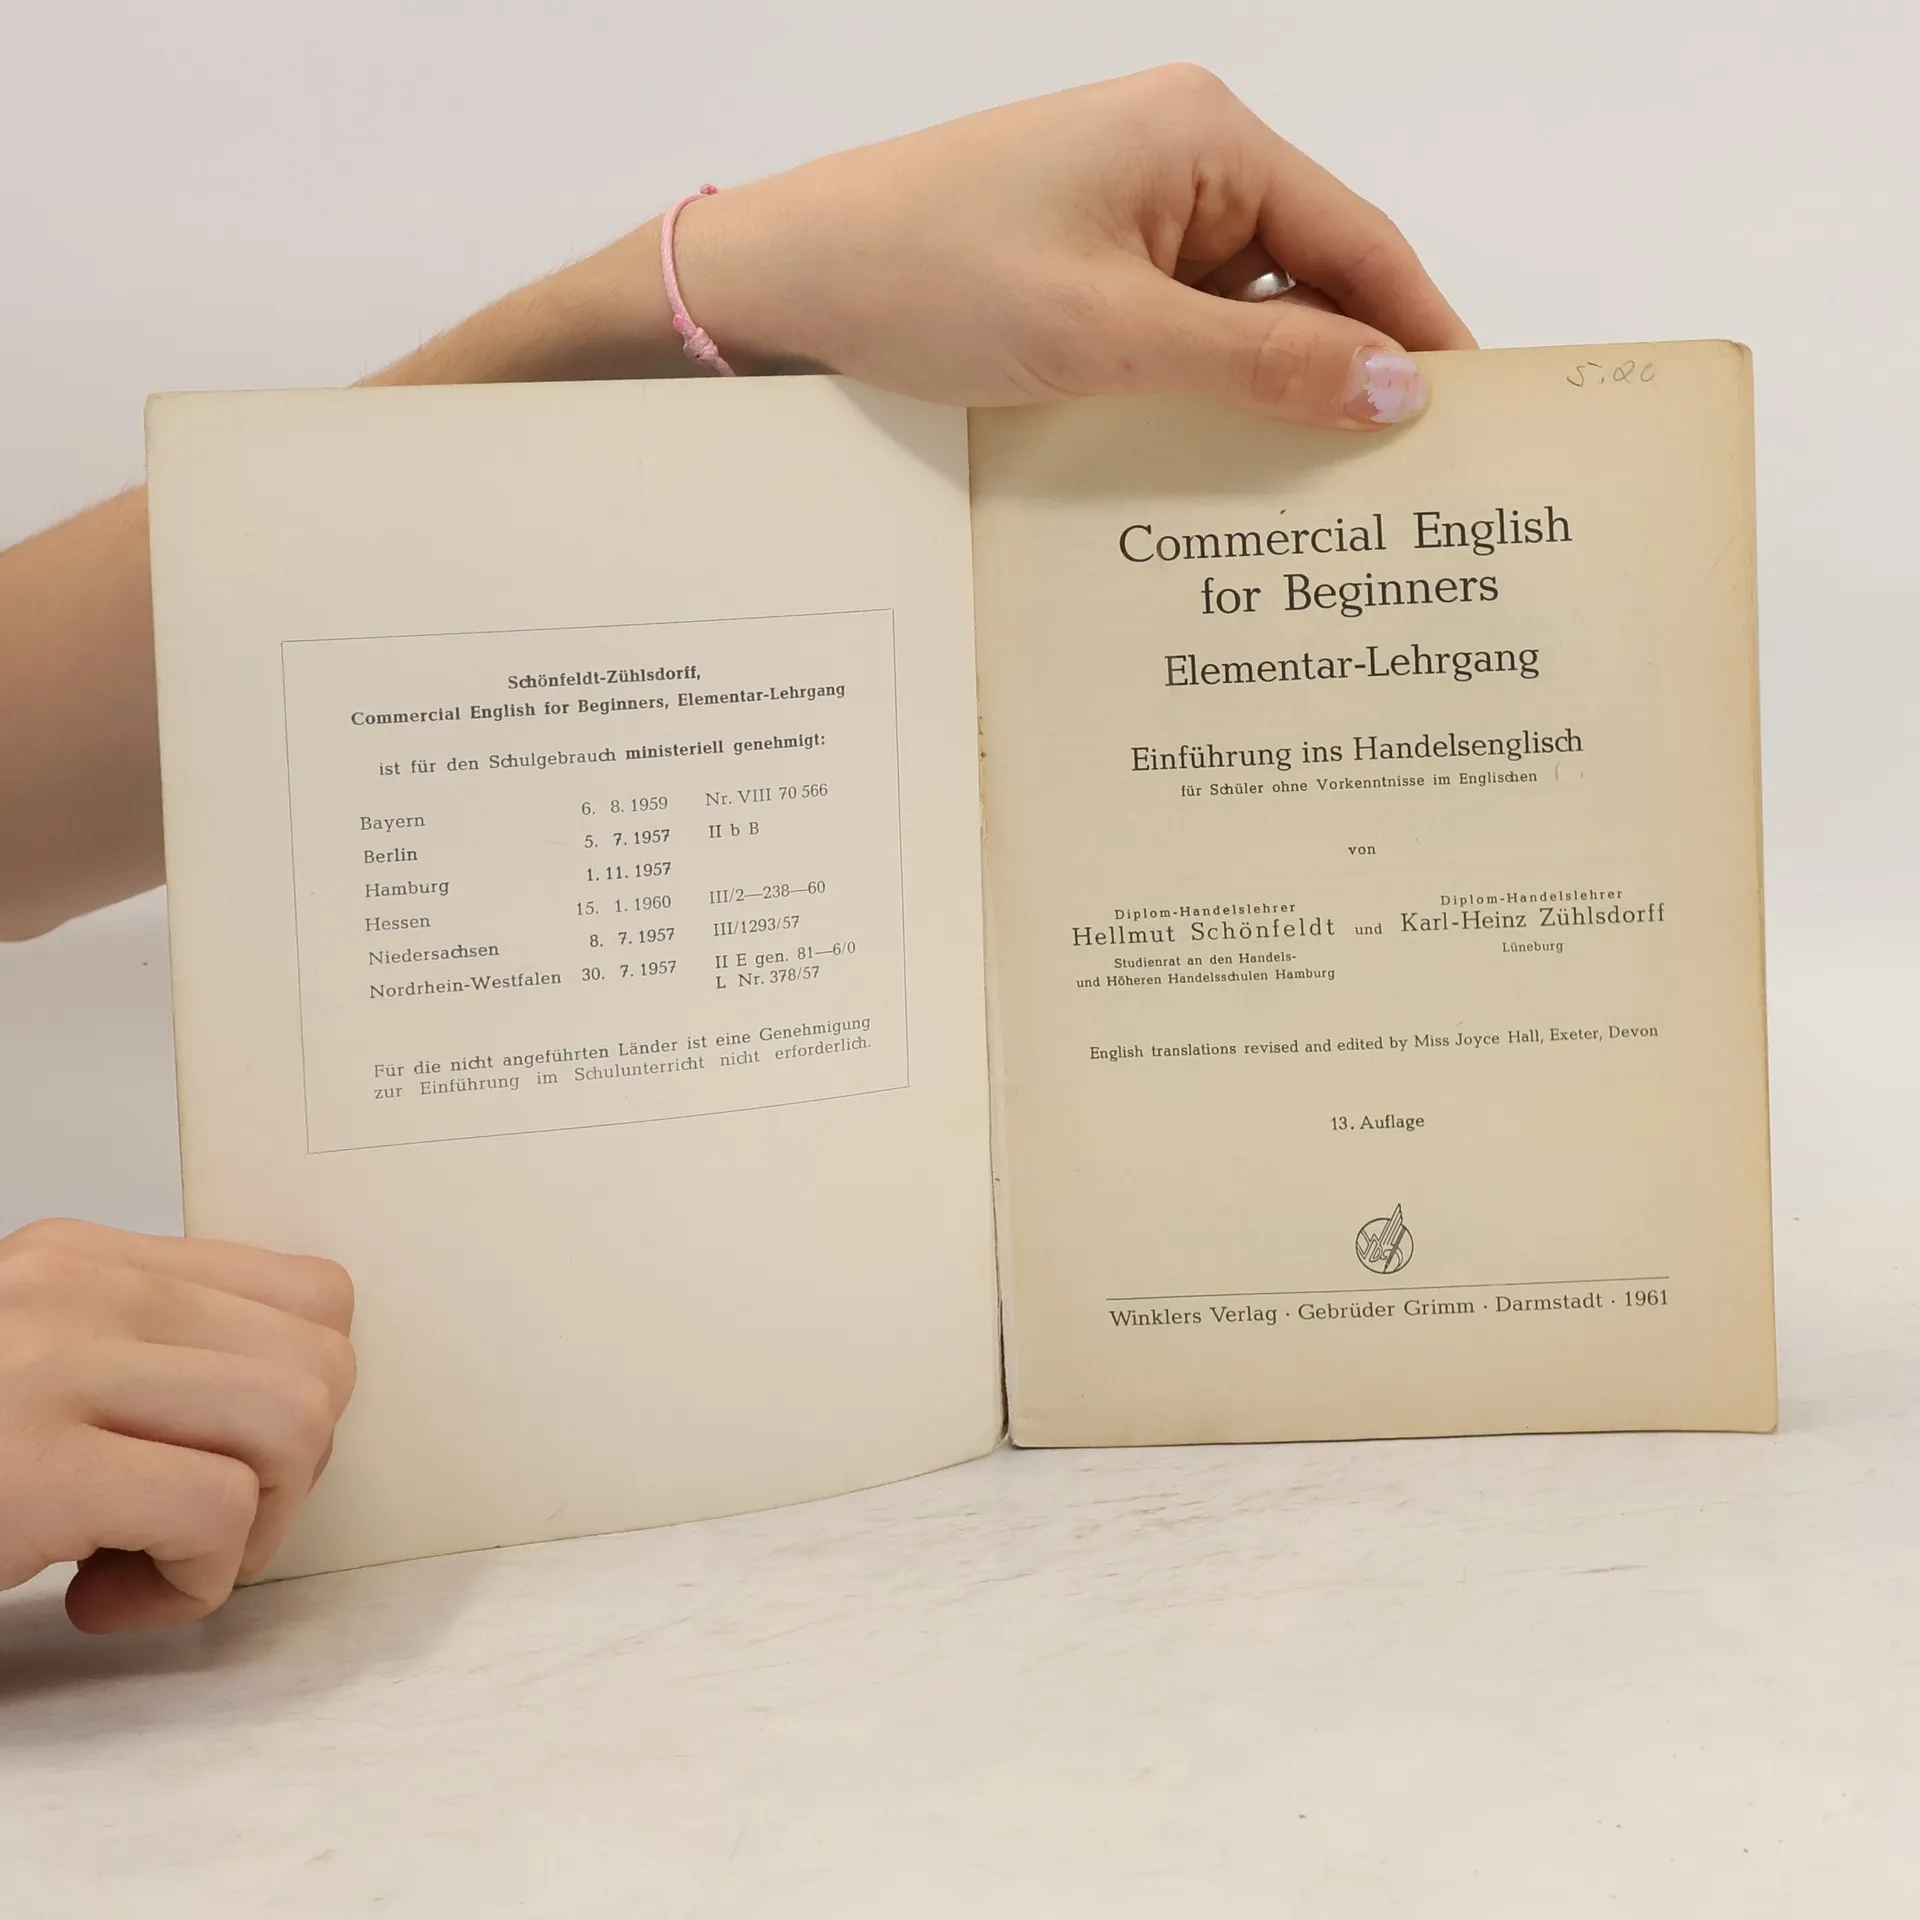 Schönfeldt-Zühlsdorff,
Commercial English for Beginners, Elementar-Lehrgang
ist für den Schulgebrauch ministeriell genehmigt:
Bayern 6. 8. 1959 Nr. VIII 70 566
Berlin 5. 7. 1957 II b B
Hamburg 1. 11. 1957
Hessen 15. 1. 1960 III/2—238—60
Niedersachsen 8. 7. 1957 III/1293/57
Nordrhein-Westfalen 30. 7. 1957 II E gen. 81—6/0
L Nr. 378/57
Für die nicht angeführten Länder ist eine Genehmigung
zur Einführung im Schulunterricht nicht erforderlich.
5.20
Commercial English
for Beginners
Elementar-Lehrgang
Einführung ins Handelsenglisch
für Schüler ohne Vorkenntnisse im Englischen
von
Diplom-Handelslehrer Diplom-Handelslehrer
Hellmut Schönfeldt und Karl-Heinz Zühlsdorff
Studienrat an den Handels- Lüneburg
und Höheren Handelsschulen Hamburg
English translations revised and edited by Miss Joyce Hall, Exeter, Devon
13. Auflage
Winklers Verlag · Gebrüder Grimm · Darmstadt · 1961